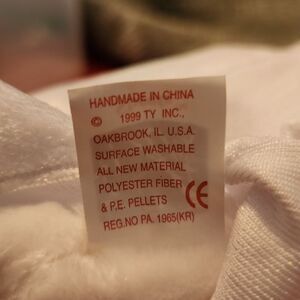 HANDMADE IN CHINA
© 1999 TY INC.,
OAKBROOK, IL. U.S.A.
SURFACE WASHABLE
ALL NEW MATERIAL
POLYESTER FIBER
& P.E. PELLETS CE
REG.NO PA. 1965(KR)